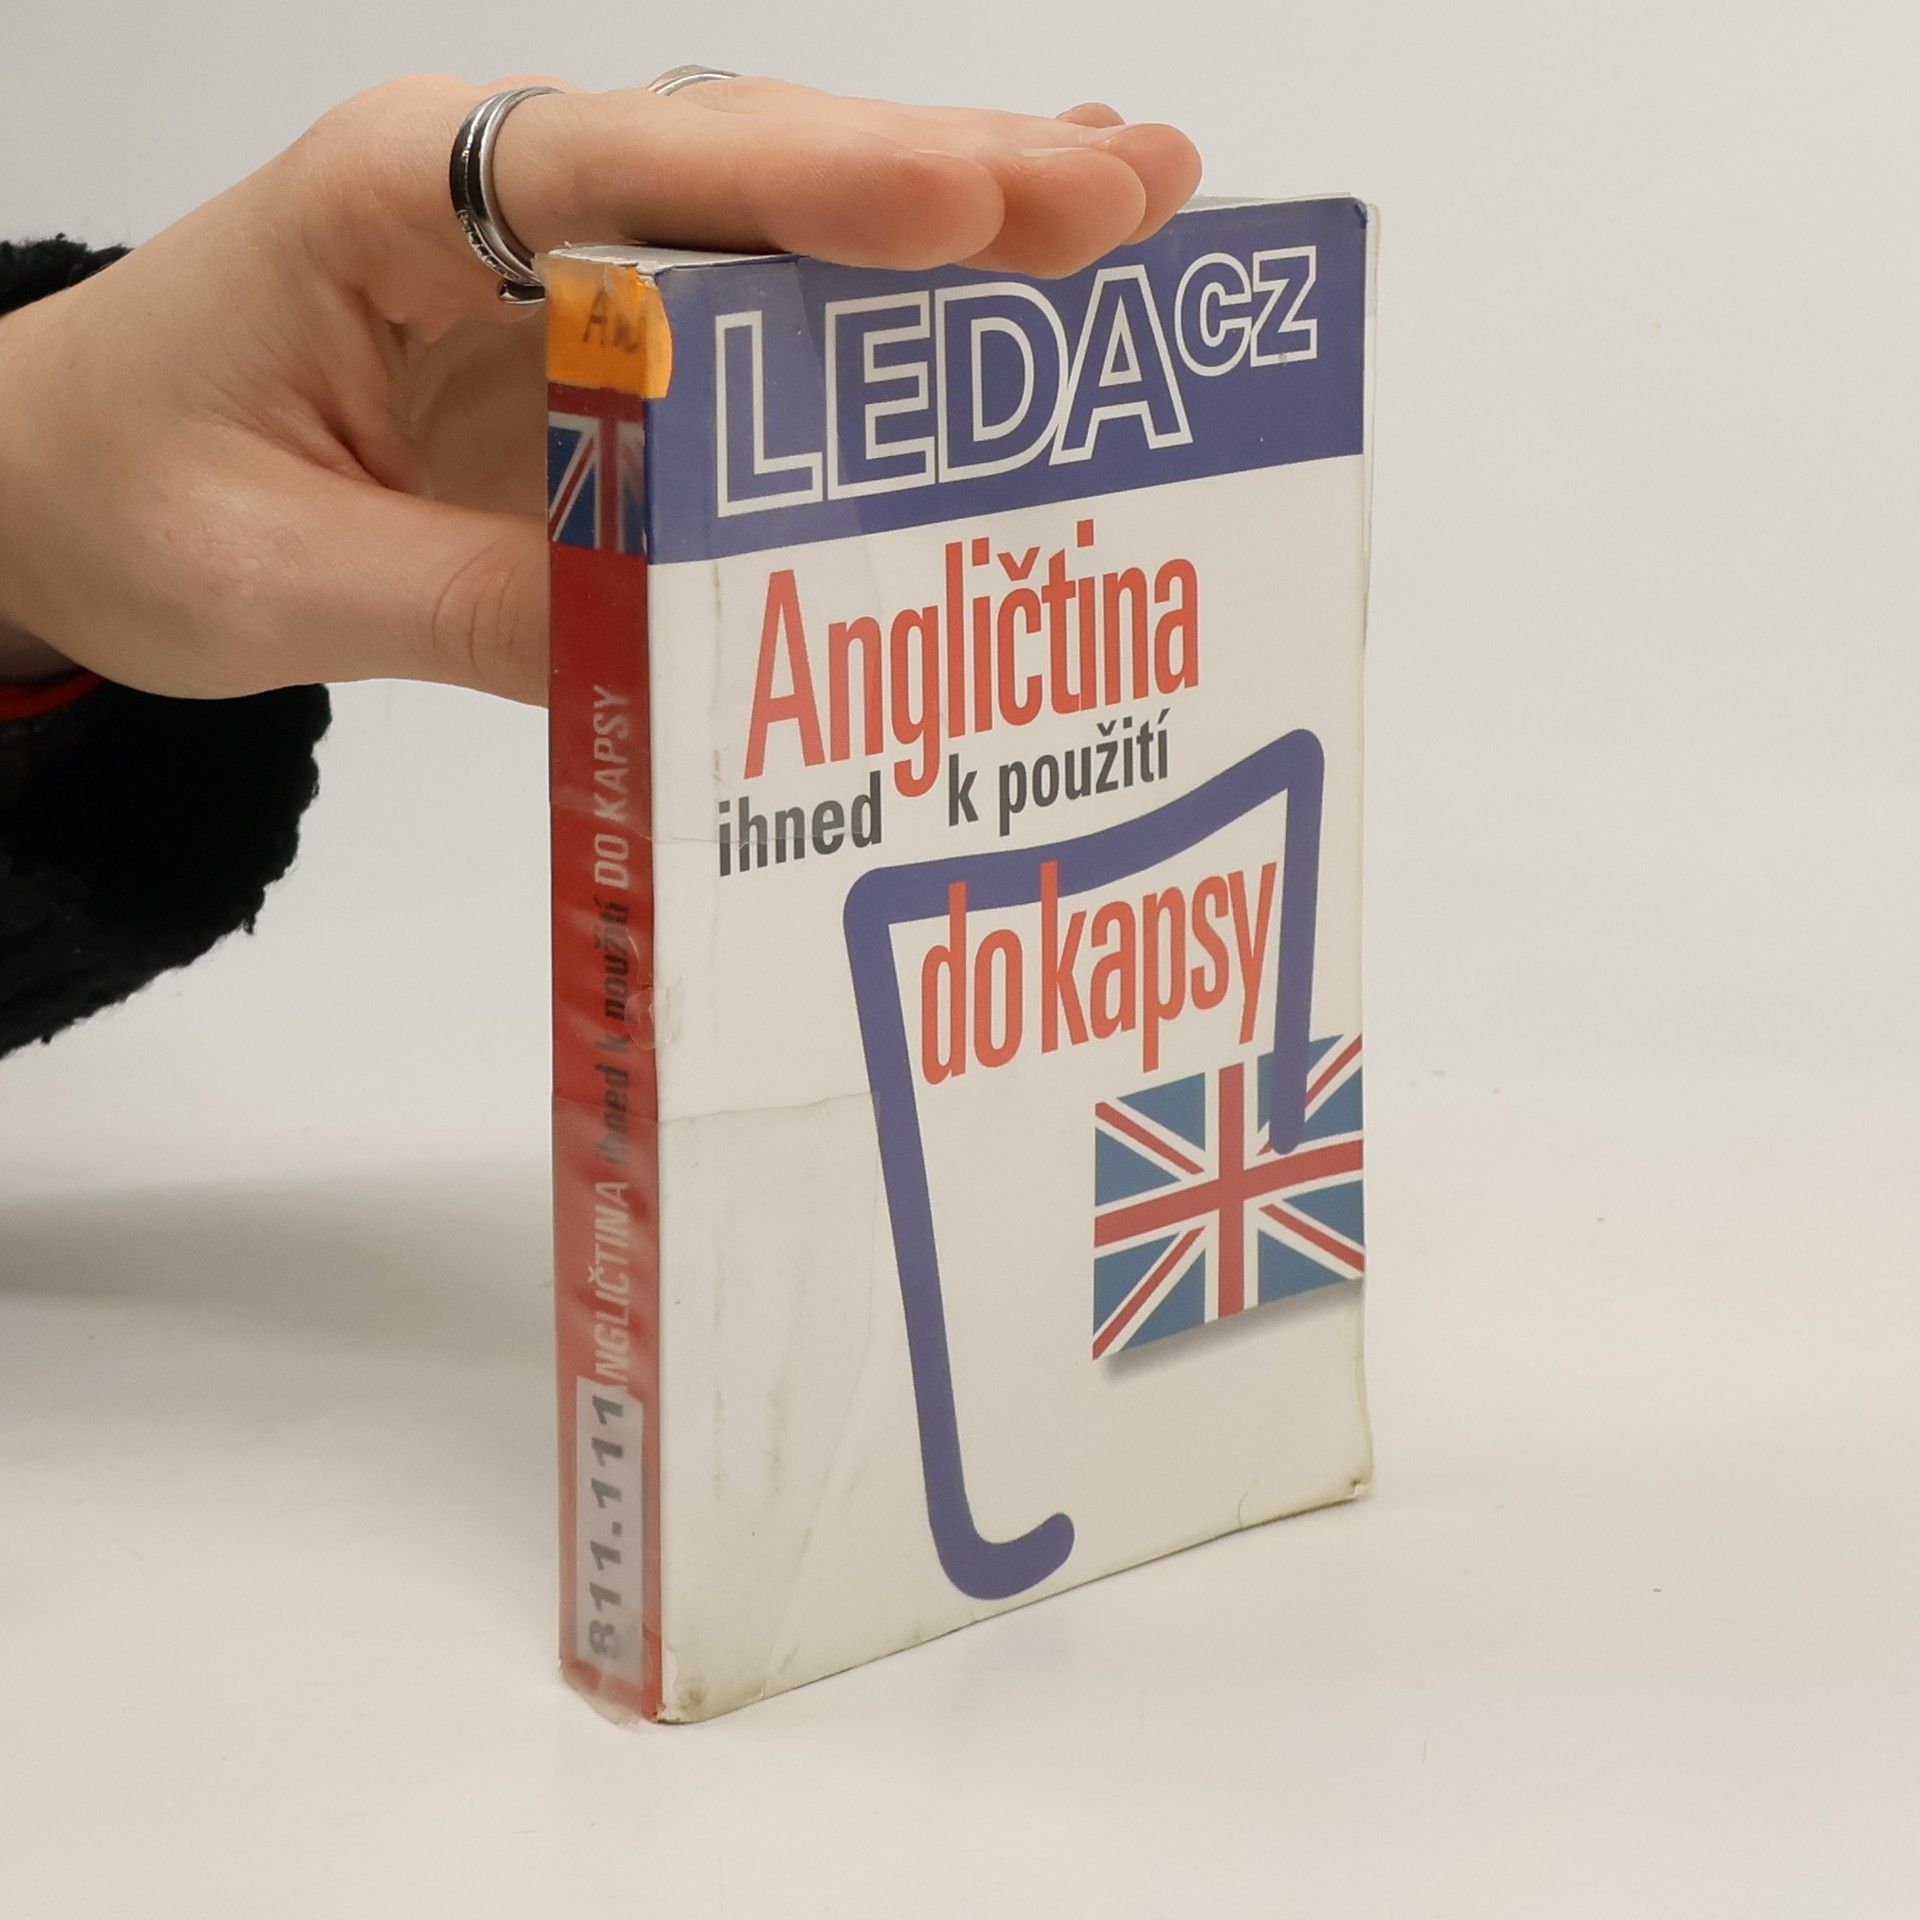 LEDA CZ
Angličtina
ihned k použití
do kapsy
ANGLIČTINA ihned k použití DO KAPSY
811.111